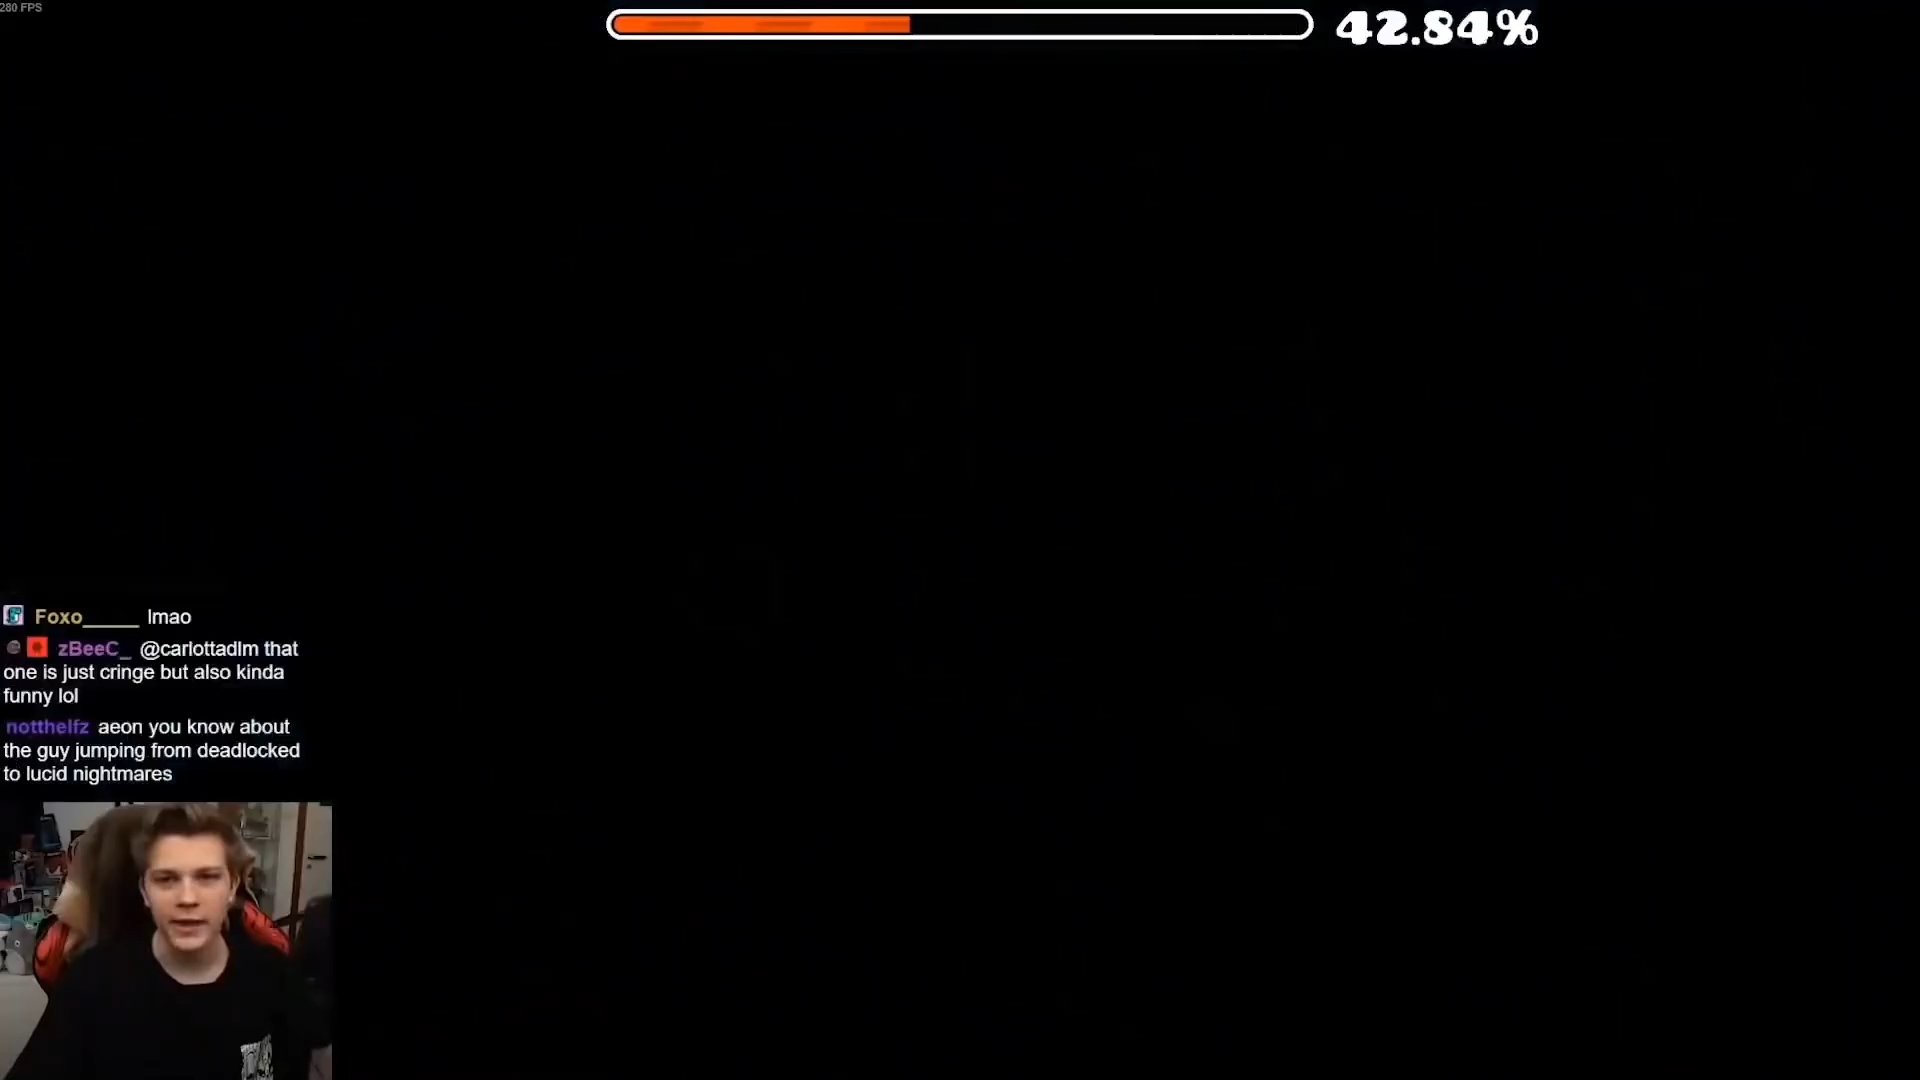 280 FPS
42.84%
Foxo_____ lmao
zBeeC_ @carlottadlm that
one is just cringe but also kinda
funny lol
notthelfz aeon you know about
the guy jumping from deadlocked
to lucid nightmares